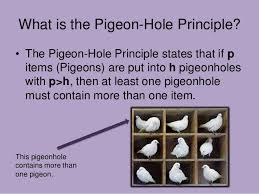 What is the Pigeon-Hole Principle?
• The Pigeon-Hole Principle states that if p
items (Pigeons) are put into h pigeonholes
with p>h, then at least one pigeonhole
must contain more than one item.
This pigeonhole
contains more than
one pigeon.